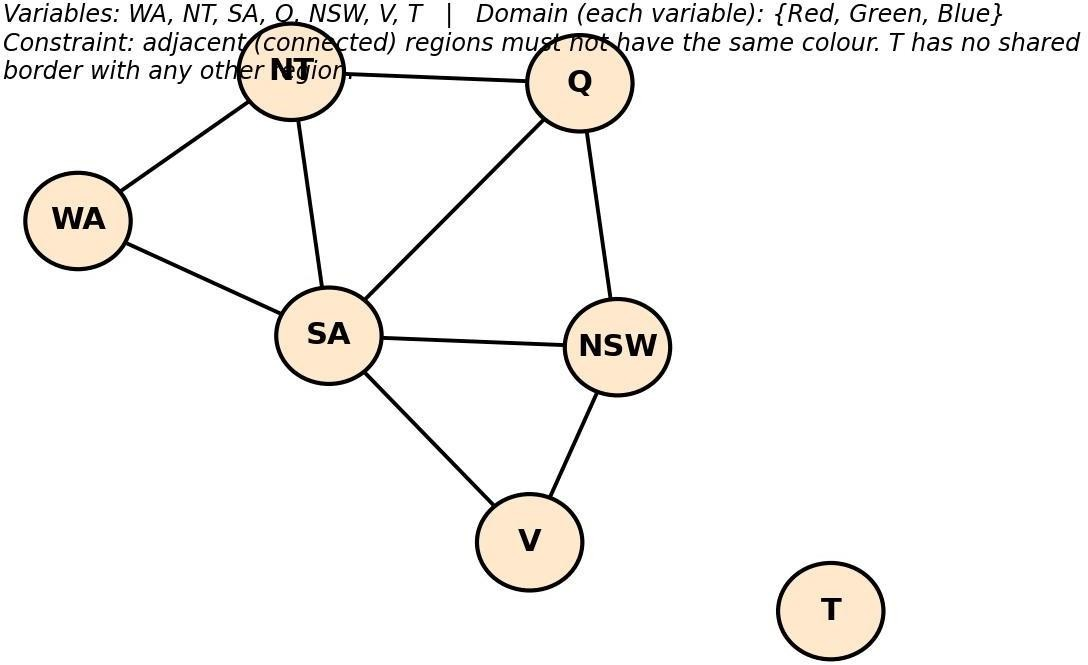 Variables: WA, NT, SA, Q, NSW, V, T | Domain (each variable): {Red, Green, Blue}
Constraint: adjacent (connected) regions must not have the same colour. T has no shared
border with any other region.
NT
Q
WA
SA
NSW
V
T